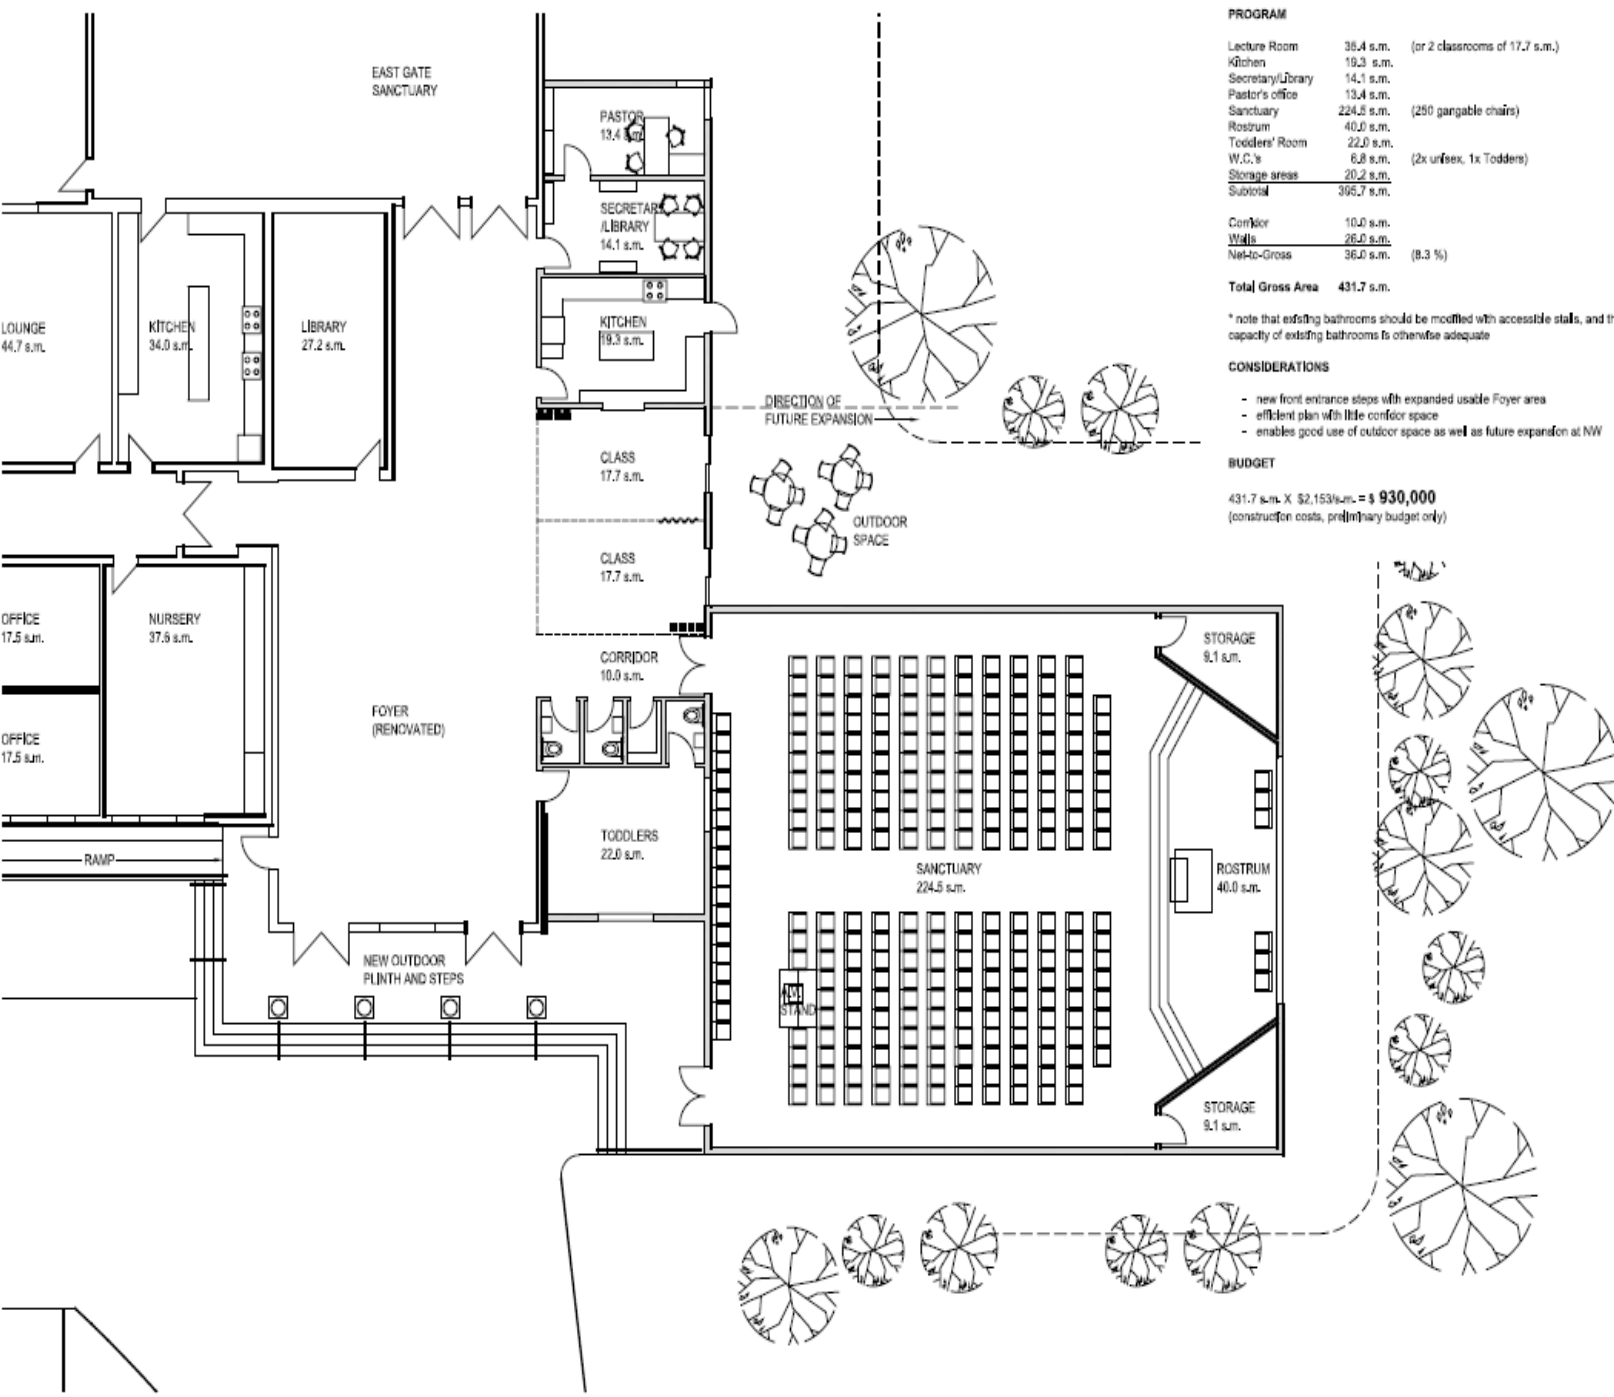 EAST GATE
SANCTUARY
PASTOR
13.4 s.m.
SECRETARY
/LIBRARY
14.1 s.m.
LOUNGE
44.7 s.m.
KITCHEN
34.0 s.m.
LIBRARY
27.2 s.m.
KITCHEN
19.3 s.m.
DIRECTION OF
FUTURE EXPANSION
CLASS
17.7 s.m.
OUTDOOR
SPACE
CLASS
17.7 s.m.
OFFICE
17.5 s.m.
NURSERY
37.6 s.m.
CORRIDOR
10.0 s.m.
STORAGE
9.1 s.m.
FOYER
(RENOVATED)
OFFICE
17.5 s.m.
TODDLERS
22.0 s.m.
RAMP
SANCTUARY
224.5 s.m.
ROSTRUM
40.0 s.m.
NEW OUTDOOR
PLINTH AND STEPS
STAND
STORAGE
9.1 s.m.
PROGRAM
Lecture Room 35.4 s.m. (or 2 classrooms of 17.7 s.m.)
Kitchen 19.3 s.m.
Secretary/Library 14.1 s.m.
Pastor's office 13.4 s.m.
Sanctuary 224.5 s.m. (250 gangable chairs)
Rostrum 40.0 s.m.
Toddlers' Room 22.0 s.m.
W.C.'s 6.8 s.m. (2x unisex, 1x Todders)
Storage areas 20.2 s.m.
Subtotal 395.7 s.m.
Corridor 10.0 s.m.
Walls 26.0 s.m.
Net-to-Gross 36.0 s.m. (8.3 %)
Total Gross Area 431.7 s.m.
* note that existing bathrooms should be modified with accessible stalls, and th
capacity of existing bathrooms is otherwise adequate
CONSIDERATIONS
- new front entrance steps with expanded usable Foyer area
- efficient plan with little corridor space
- enables good use of outdoor space as well as future expansion at NW
BUDGET
431.7 s.m. X $2,153/s.m. = $ 930,000
(construction costs, preliminary budget only)